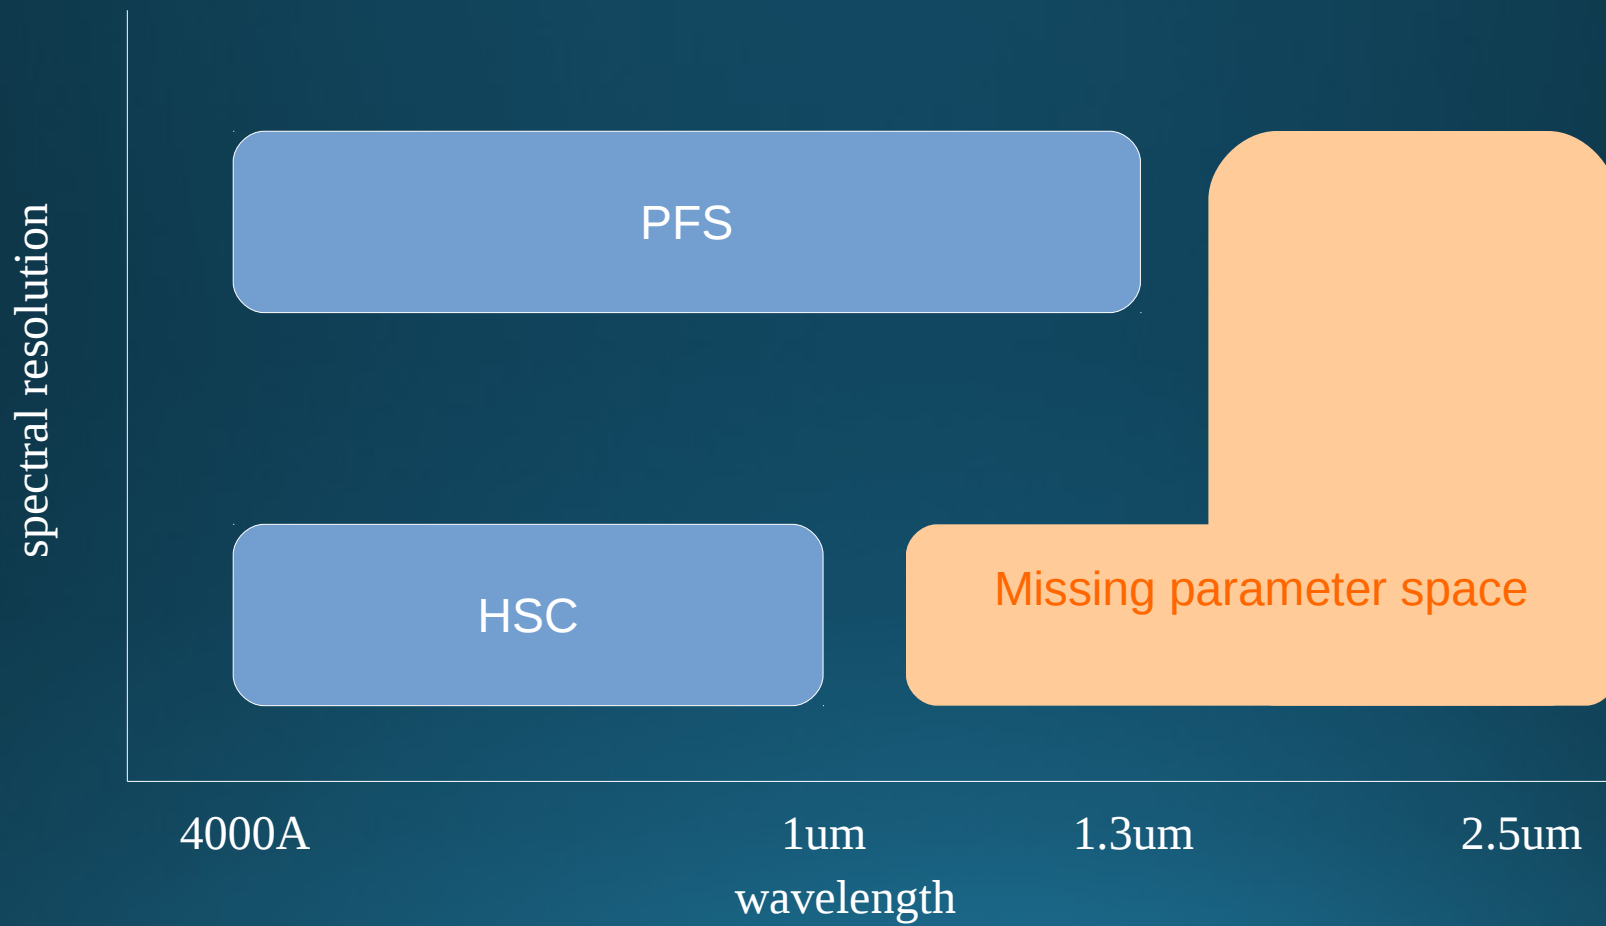 spectral resolution
PFS
HSC
Missing parameter space
4000A
1um
1.3um
2.5um
wavelength